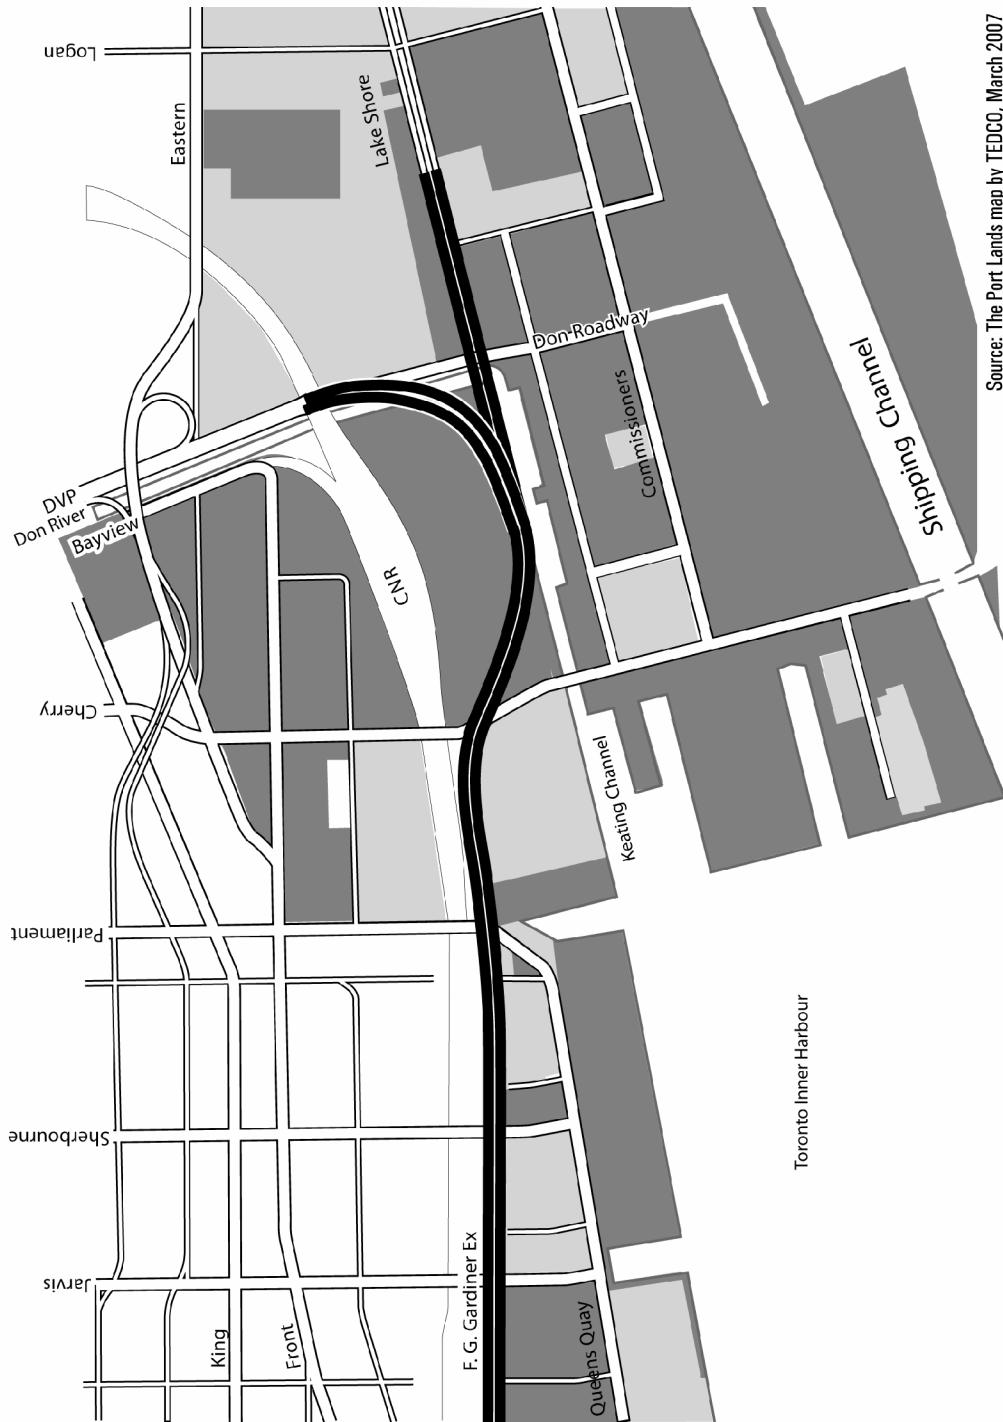 Logan
Eastern
Lake Shore
Source: The Port Lands map by TEDCO, March 2007
Don Roadway
Commissioners
Shipping Channel
DVP
Don River
Bayview
CNR
Cherry
Keating Channel
Parliament
Toronto Inner Harbour
Sherbourne
F. G. Gardiner Ex
Jarvis
King
Front
Queens Quay